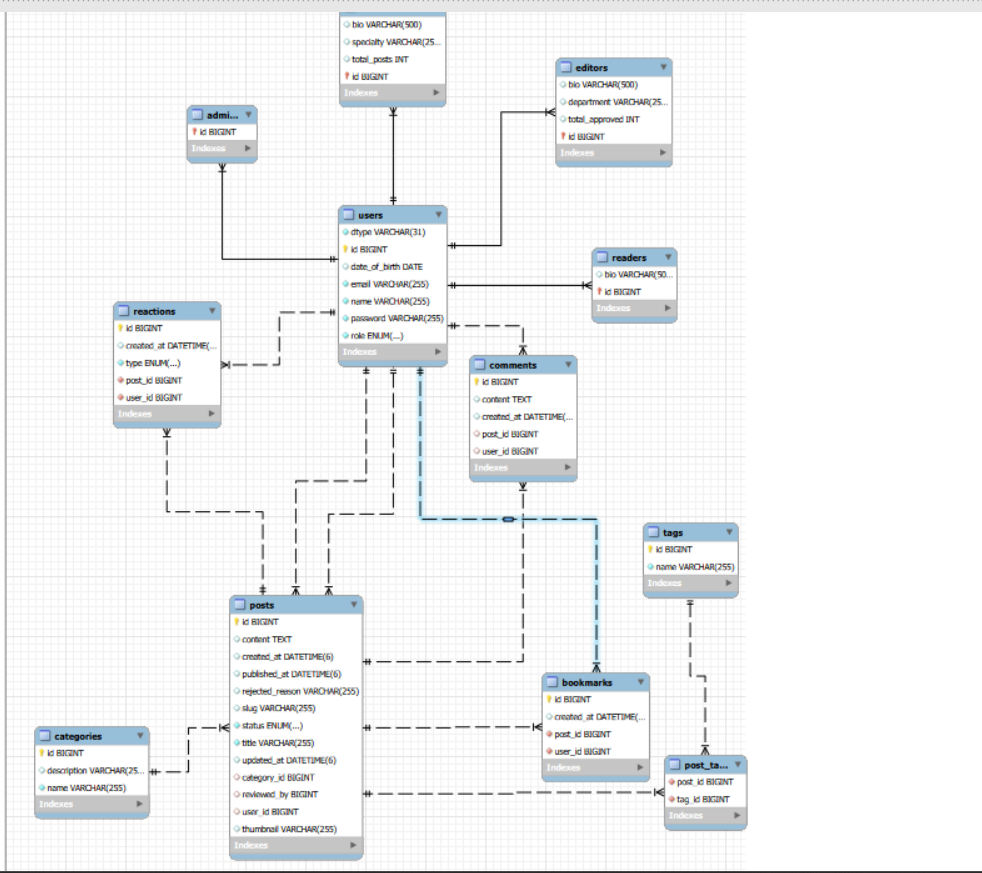 bio VARCHAR(500)
specialty VARCHAR(25...
total_posts INT
id BIGINT
Indexes
editors
bio VARCHAR(500)
department VARCHAR(25...
total_approved INT
id BIGINT
Indexes
admi...
id BIGINT
Indexes
users
dtype VARCHAR(31)
id BIGINT
date_of_birth DATE
email VARCHAR(255)
name VARCHAR(255)
password VARCHAR(255)
role ENUM(...)
Indexes
readers
bio VARCHAR(50...
id BIGINT
Indexes
reactions
id BIGINT
created_at DATETIME(...
type ENUM(...)
post_id BIGINT
user_id BIGINT
Indexes
comments
id BIGINT
content TEXT
created_at DATETIME(...
post_id BIGINT
user_id BIGINT
Indexes
tags
id BIGINT
name VARCHAR(255)
Indexes
posts
id BIGINT
content TEXT
created_at DATETIME(6)
published_at DATETIME(6)
rejected_reason VARCHAR(255)
slug VARCHAR(255)
status ENUM(...)
title VARCHAR(255)
updated_at DATETIME(6)
category_id BIGINT
reviewed_by BIGINT
user_id BIGINT
thumbnail VARCHAR(255)
Indexes
bookmarks
id BIGINT
created_at DATETIME(...
post_id BIGINT
user_id BIGINT
Indexes
categories
id BIGINT
description VARCHAR(25...
name VARCHAR(255)
Indexes
post_ta...
post_id BIGINT
tag_id BIGINT
Indexes